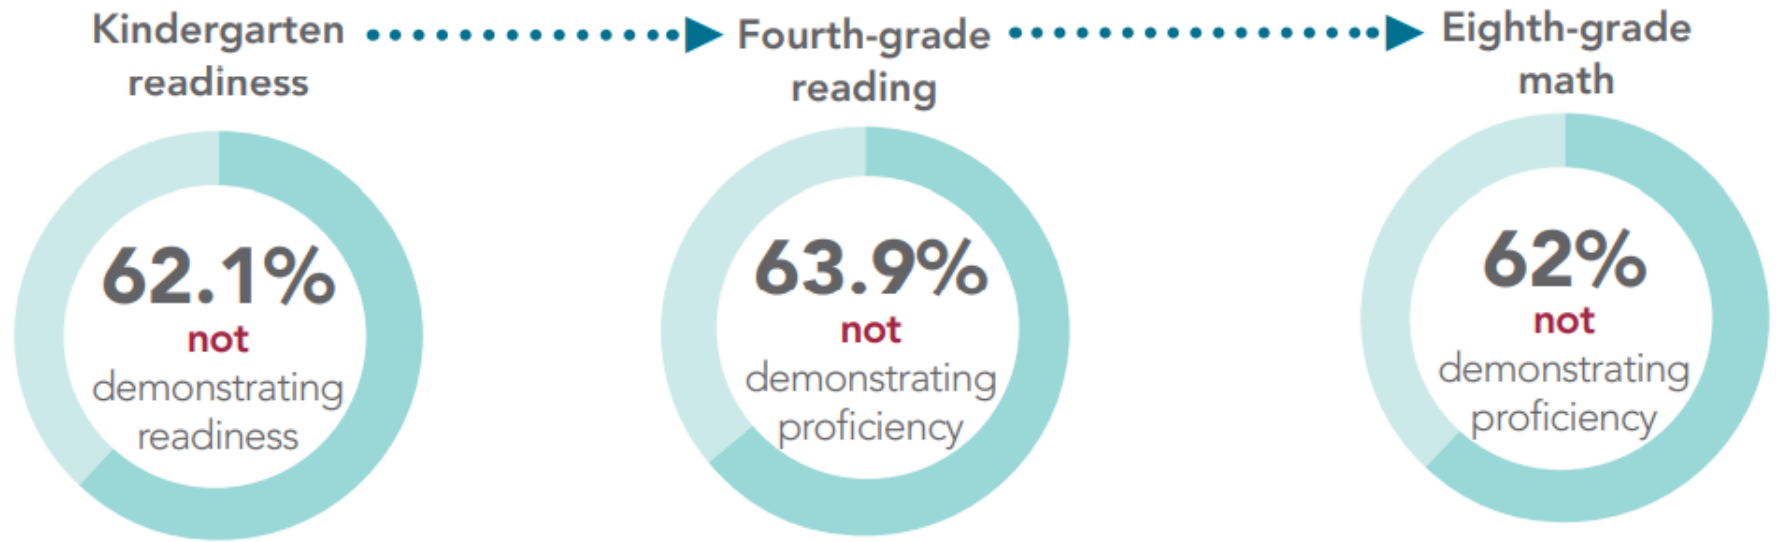 Kindergarten
readiness
Fourth-grade
reading
Eighth-grade
math
62.1%
not
demonstrating
readiness
63.9%
not
demonstrating
proficiency
62%
not
demonstrating
proficiency